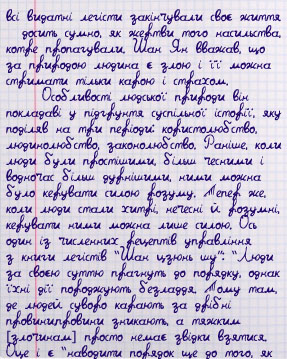 всі видатні легісти закінчували своє життя
досить сумно, як жертви того насильства,
котре пропагували. Шан Ян вважав, що
за природою людина є злою і її можна
стримати тільки карою і страхом.
Особливості людської природи він
покладав у підґрунтя суспільної історії, яку
поділяв на три періоди: користолюбство,
людинолюбство, законолюбство. Раніше, коли
люди були простішими, більш чесними і
водночас більш дурнішими, ними можна
було керувати силою розуму. Тепер же,
коли люди стали хитрі, нечесні й розумні,
керувати ними можна лише силою. Ось
один із численних рецептів управління
з книги легістів "Шан цзюнь шу": "Люди
за своєю суттю прагнуть до порядку, однак
їхні дії породжують безладдя. Тому там,
де людей суворо карають за дрібні
провинипровини зникають, а тяжким
[злочинам] просто немає звідки взятися.
Оце і є "наводити порядок ще до того, як